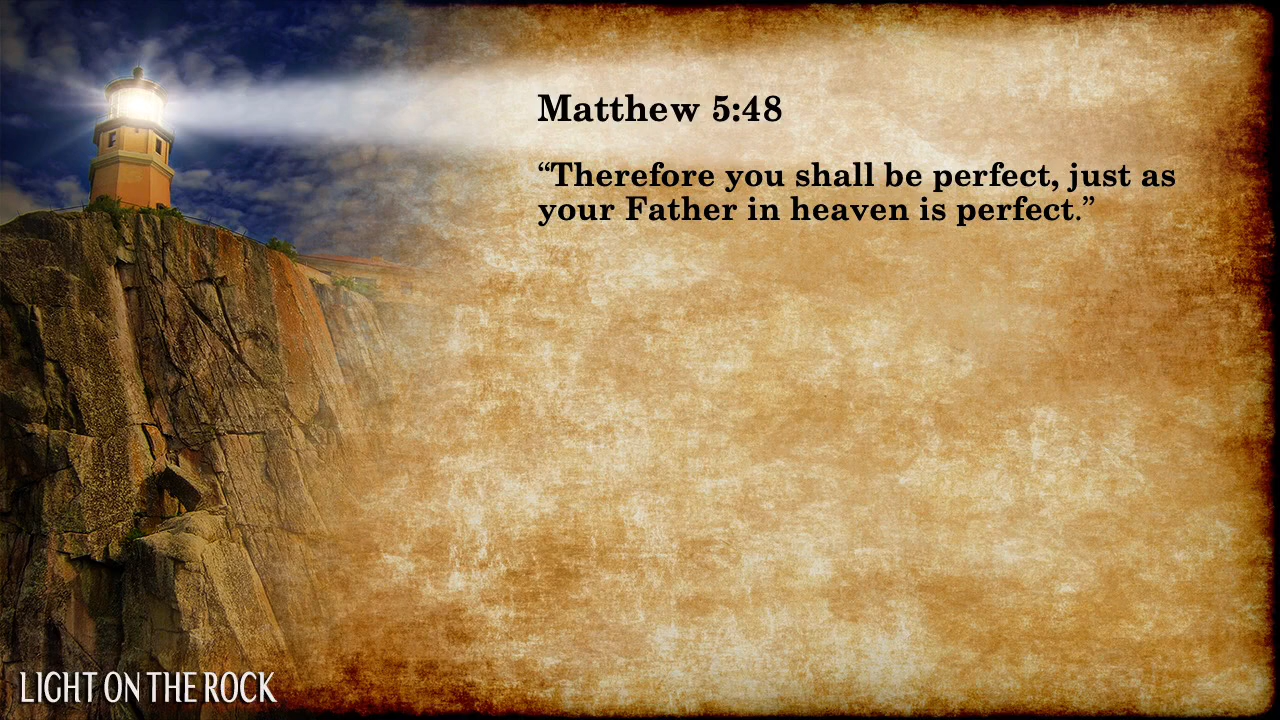 Matthew 5:48
“Therefore you shall be perfect, just as
your Father in heaven is perfect.”
LIGHT ON THE ROCK